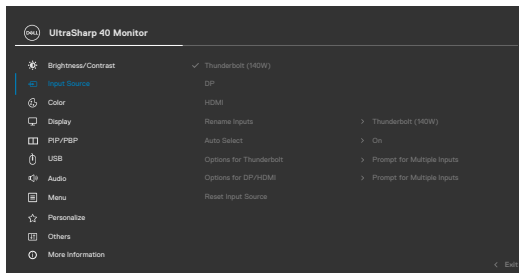 DELL UltraSharp 40 Monitor
Brightness/Contrast ✓ Thunderbolt (140W)
Input Source DP
Color HDMI
Display Rename Inputs > Thunderbolt (140W)
PIP/PBP Auto Select > On
USB Options for Thunderbolt > Prompt for Multiple Inputs
Audio Options for DP/HDMI > Prompt for Multiple Inputs
Menu Reset Input Source
Personalize
Others
More Information
< Exit